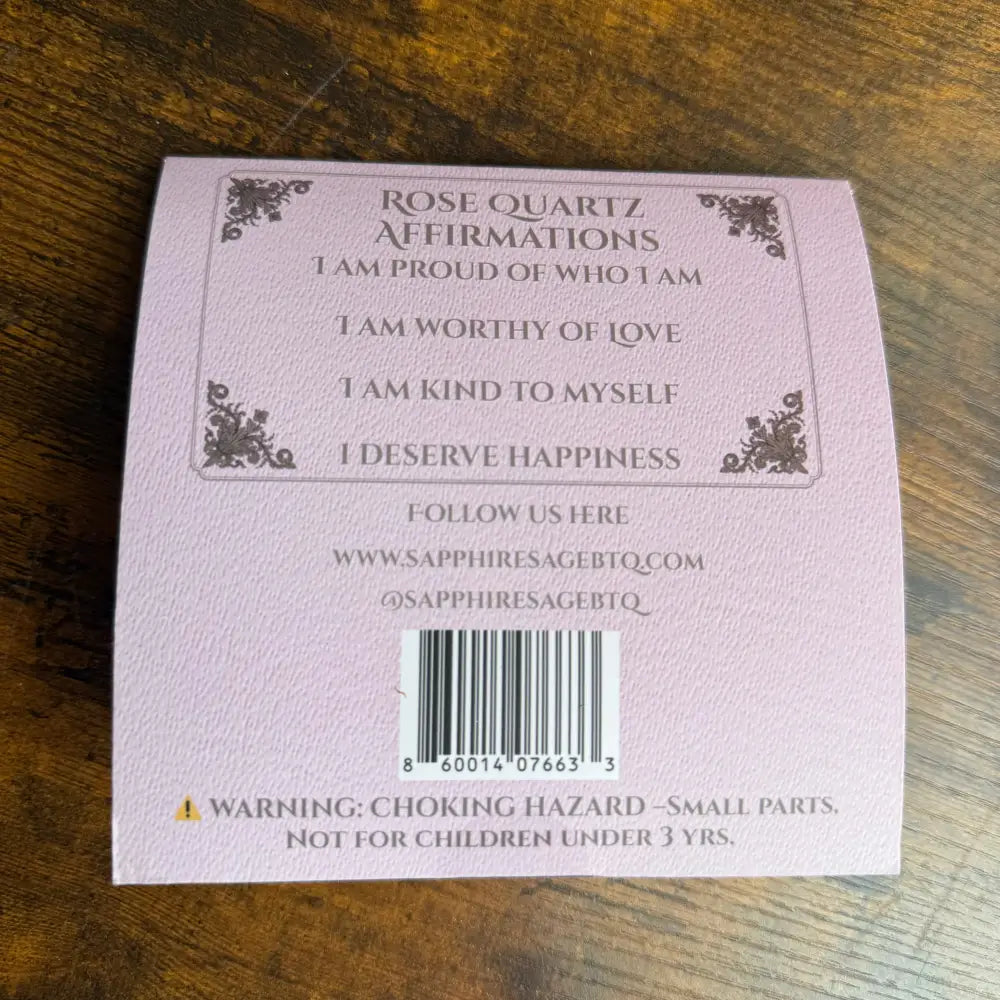 Rose Quartz
Affirmations
I am proud of who I am
I am worthy of Love
I am kind to myself
I deserve happiness
Follow us here
www.sapphiresagebtq.com
@sapphiresagebtq
8 60014 07663 3
⚠ WARNING: CHOKING HAZARD –Small parts.
Not for children under 3 yrs.